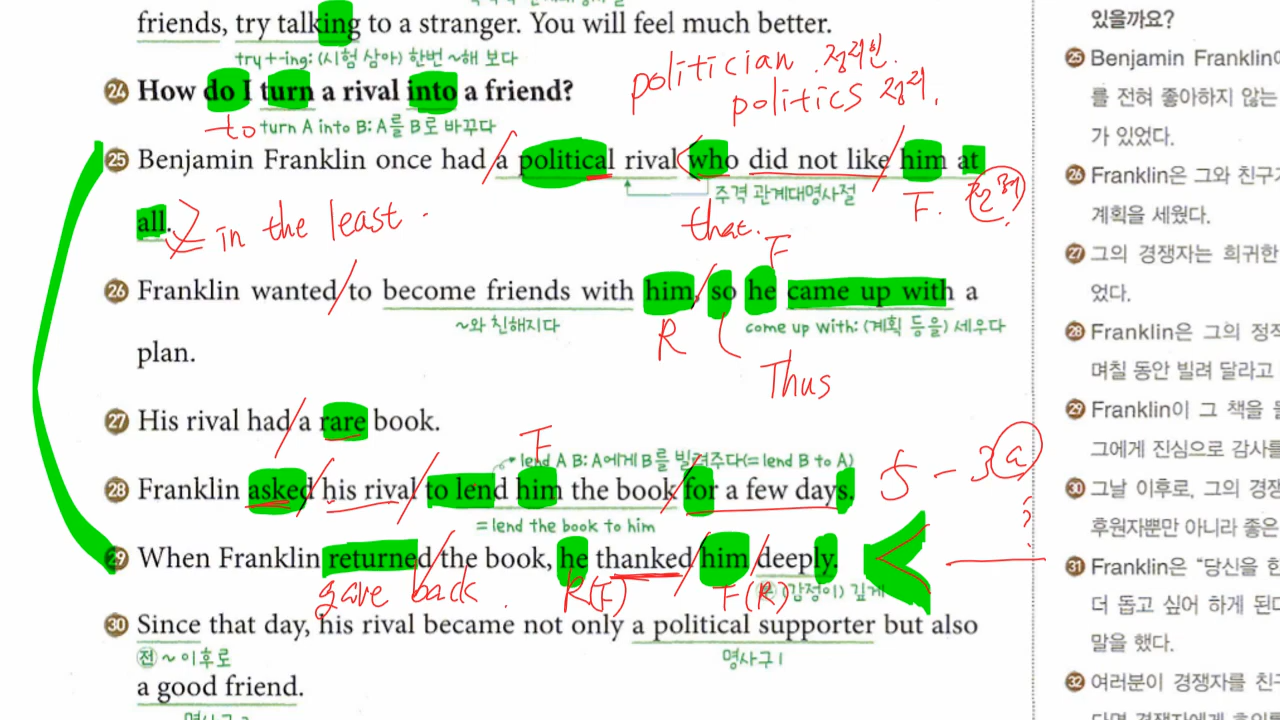 friends, try talking to a stranger. You will feel much better.
try+-ing: (시험 삼아) 한번 ~해 보다
politician 정치인.
politics 정치.
24 How do I turn a rival into a friend?
to turn A into B: A를 B로 바꾸다
25 Benjamin Franklin once had a political rival who did not like him at
주격 관계대명사절
F.
all. in the least.
that.
F
26 Franklin wanted to become friends with him, so he came up with a
~와 친해지다
R
come up with: (계획 등을) 세우다
plan.
Thus
27 His rival had a rare book.
F
lend A B: A에게 B를 빌려주다(= lend B to A)
28 Franklin asked his rival to lend him the book for a few days.
= lend the book to him
29 When Franklin returned the book, he thanked him deeply.
gave back. R(F) F(R) (감정이) 깊게
30 Since that day, his rival became not only a political supporter but also
전 ~이후로
명사구1
a good friend.
있을까요?
25 Benjamin Franklin
를 전혀 좋아하지 않는
가 있었다.
26 Franklin은 그와 친구
계획을 세웠다.
27 그의 경쟁자는 희귀한
었다.
28 Franklin은 그의 정적
며칠 동안 빌려 달라고
29 Franklin이 그 책을
그에게 진심으로 감사를
30 그날 이후로, 그의 경쟁
후원자뿐만 아니라 좋은
31 Franklin은 "당신을 한
더 돕고 싶어 하게 된다
말을 했다.
32 여러분이 경쟁자를 친구